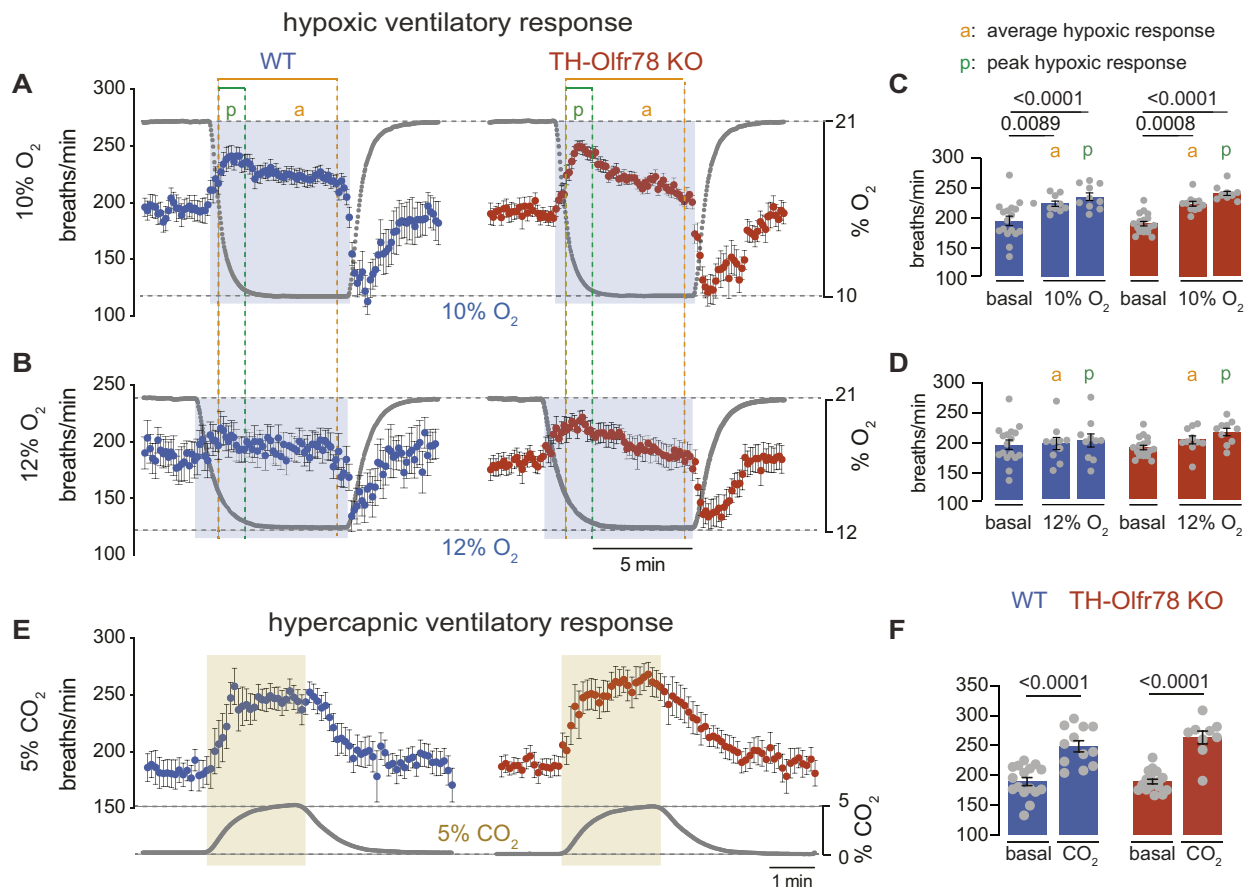 hypoxic ventilatory response
a: average hypoxic response
p: peak hypoxic response
WT
TH-Olfr78 KO
A
10% O2
breaths/min
300
250
200
150
100
p
a
p
a
21
% O2
10
10% O2
C
<0.0001
0.0089
<0.0001
0.0008
a
p
a
p
breaths/min
300
250
200
150
100
basal
10% O2
basal
10% O2
B
12% O2
breaths/min
250
200
150
100
21
% O2
12
12% O2
5 min
D
a
p
a
p
breaths/min
300
250
200
150
100
basal
12% O2
basal
12% O2
E
hypercapnic ventilatory response
5% CO2
breaths/min
300
250
200
150
5% CO2
5
% CO2
0
1 min
WT
TH-Olfr78 KO
F
<0.0001
<0.0001
breaths/min
350
300
250
200
150
100
basal
CO2
basal
CO2